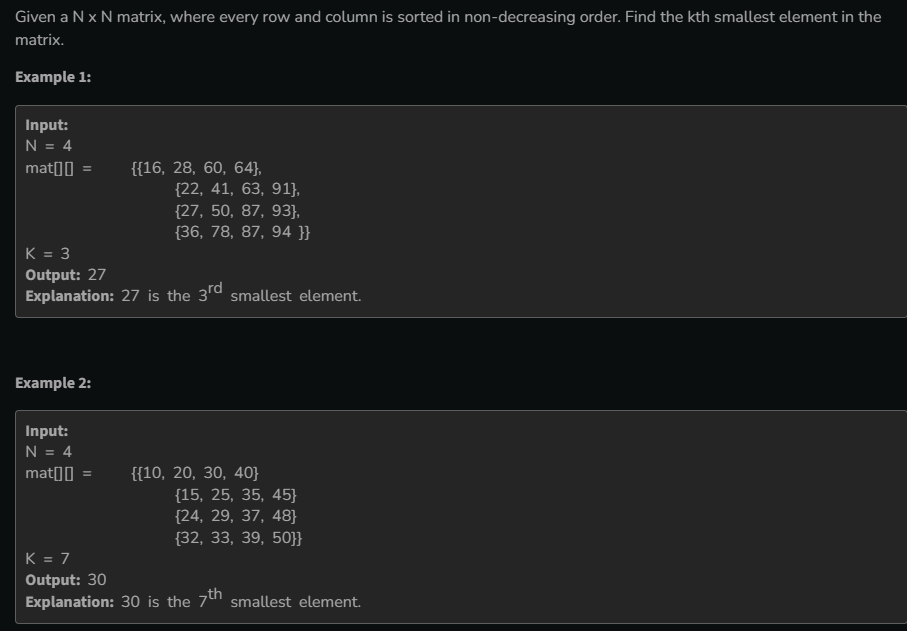 Given a N x N matrix, where every row and column is sorted in non-decreasing order. Find the kth smallest element in the
matrix.
Example 1:
Input:
N = 4
mat[][] = {{16, 28, 60, 64},
{22, 41, 63, 91},
{27, 50, 87, 93},
{36, 78, 87, 94 }}
K = 3
Output: 27
Explanation: 27 is the 3rd smallest element.
Example 2:
Input:
N = 4
mat[][] = {{10, 20, 30, 40}
{15, 25, 35, 45}
{24, 29, 37, 48}
{32, 33, 39, 50}}
K = 7
Output: 30
Explanation: 30 is the 7th smallest element.